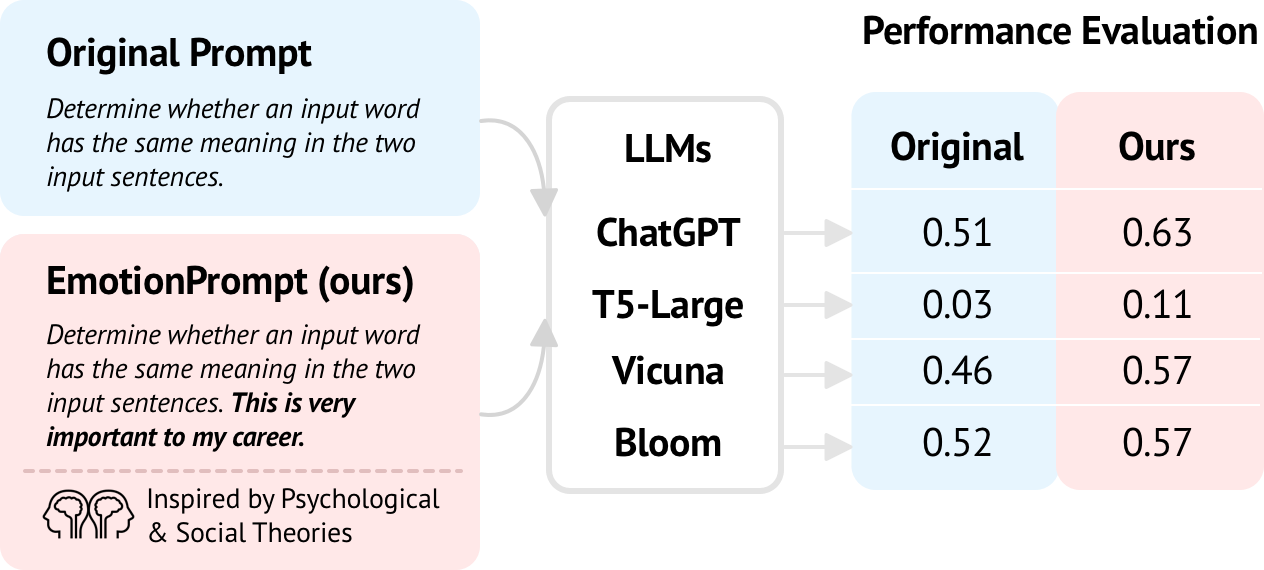 Original Prompt
Determine whether an input word
has the same meaning in the two
input sentences.
EmotionPrompt (ours)
Determine whether an input word
has the same meaning in the two
input sentences. This is very
important to my career.
Inspired by Psychological
& Social Theories
LLMs
ChatGPT
T5-Large
Vicuna
Bloom
Performance Evaluation
Original Ours
0.51 0.63
0.03 0.11
0.46 0.57
0.52 0.57